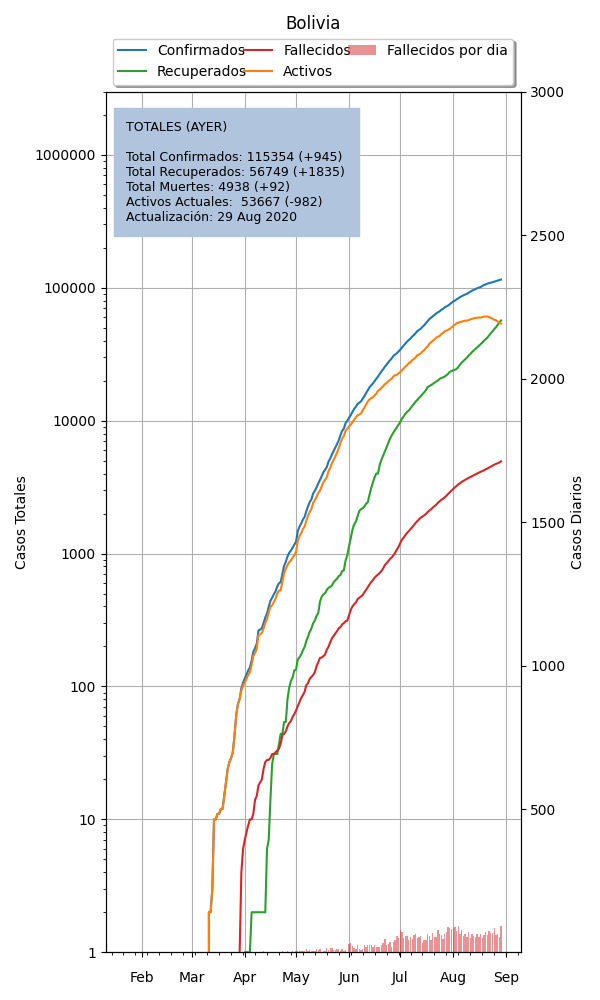 Bolivia
Confirmados Fallecidos Fallecidos por dia
Recuperados Activos
TOTALES (AYER)
Total Confirmados: 115354 (+945)
Total Recuperados: 56749 (+1835)
Total Muertes: 4938 (+92)
Activos Actuales:  53667 (-982)
Actualización: 29 Aug 2020
Casos Totales
1000000
100000
10000
1000
100
10
1
3000
2500
2000
1500
1000
500
Casos Diarios
Feb Mar Apr May Jun Jul Aug Sep